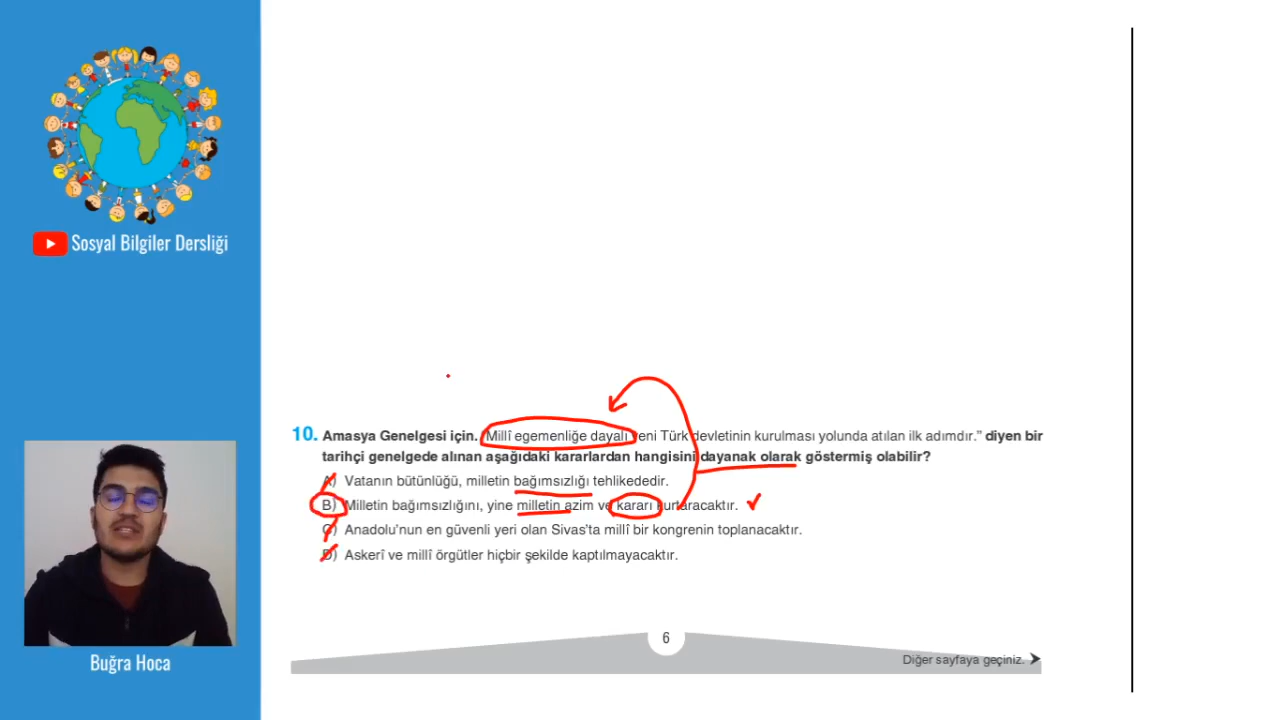 Sosyal Bilgiler Dersliği
10. Amasya Genelgesi için. "Millî egemenliğe dayalı yeni Türk devletinin kurulması yolunda atılan ilk adımdır." diyen bir
tarihçi genelgede alınan aşağıdaki kararlardan hangisini dayanak olarak göstermiş olabilir?
A) Vatanın bütünlüğü, milletin bağımsızlığı tehlikededir.
B) Milletin bağımsızlığını, yine milletin azim ve kararı kurtaracaktır.
C) Anadolu'nun en güvenli yeri olan Sivas'ta millî bir kongrenin toplanacaktır.
D) Askerî ve millî örgütler hiçbir şekilde kaptılmayacaktır.
6
Diğer sayfaya geçiniz.
Buğra Hoca